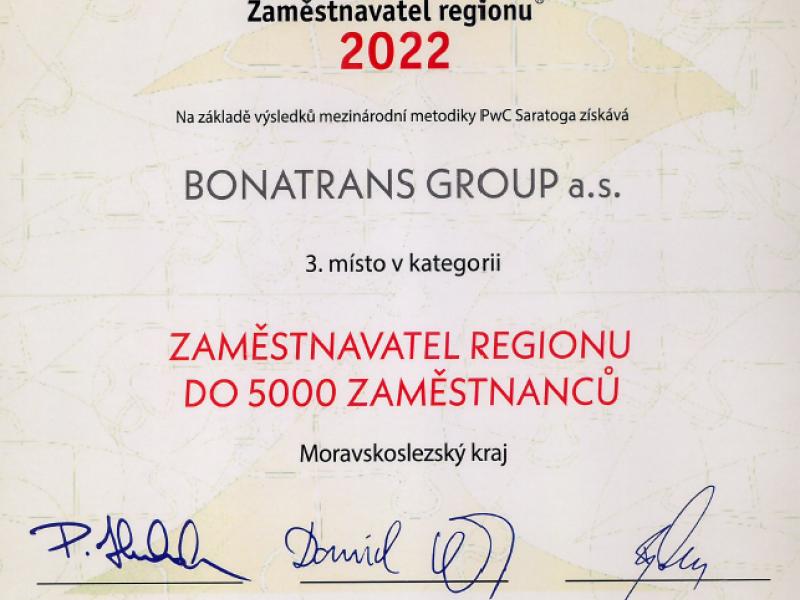 Zaměstnavatel regionu®
2022
Na základě výsledků mezinárodní metodiky PwC Saratoga získává
BONATRANS GROUP a.s.
3. místo v kategorii
ZAMĚSTNAVATEL REGIONU
DO 5000 ZAMĚSTNANCŮ
Moravskoslezský kraj